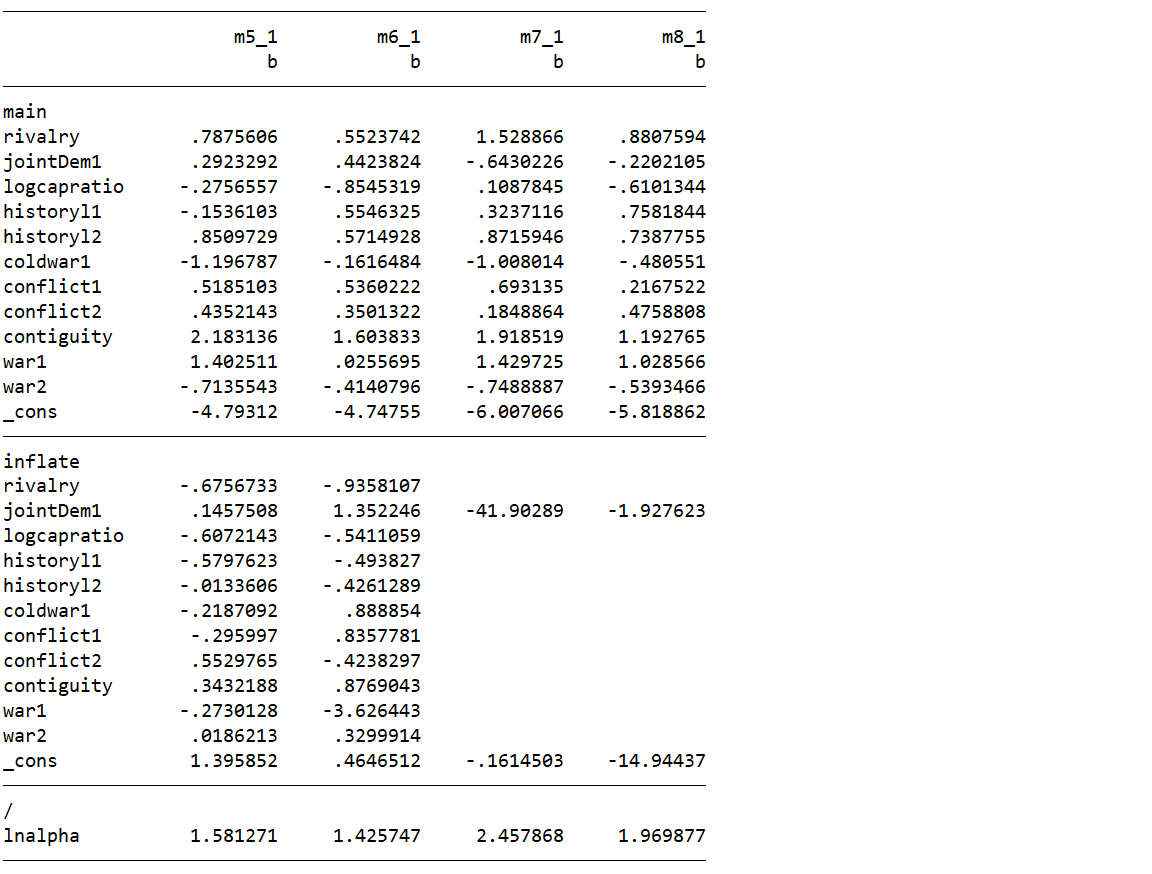 m5_1 m6_1 m7_1 m8_1
b b b b
main
rivalry .7875606 .5523742 1.528866 .8807594
jointDem1 .2923292 .4423824 -.6430226 -.2202105
logcapratio -.2756557 -.8545319 .1087845 -.6101344
historyl1 -.1536103 .5546325 .3237116 .7581844
historyl2 .8509729 .5714928 .8715946 .7387755
coldwar1 -1.196787 -.1616484 -1.008014 -.480551
conflict1 .5185103 .5360222 .693135 .2167522
conflict2 .4352143 .3501322 .1848864 .4758808
contiguity 2.183136 1.603833 1.918519 1.192765
war1 1.402511 .0255695 1.429725 1.028566
war2 -.7135543 -.4140796 -.7488887 -.5393466
_cons -4.79312 -4.74755 -6.007066 -5.818862
inflate
rivalry -.6756733 -.9358107
jointDem1 .1457508 1.352246 -41.90289 -1.927623
logcapratio -.6072143 -.5411059
historyl1 -.5797623 -.493827
historyl2 -.0133606 -.4261289
coldwar1 -.2187092 .888854
conflict1 -.295997 .8357781
conflict2 .5529765 -.4238297
contiguity .3432188 .8769043
war1 -.2730128 -3.626443
war2 .0186213 .3299914
_cons 1.395852 .4646512 -.1614503 -14.94437
/
lnalpha 1.581271 1.425747 2.457868 1.969877